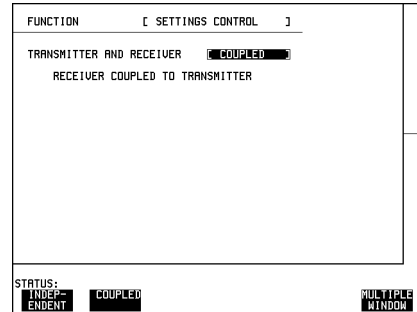 FUNCTION [ SETTINGS CONTROL ]
TRANSMITTER AND RECEIVER [ COUPLED ]
RECEIVER COUPLED TO TRANSMITTER
STATUS:
INDEP-
ENDENT
COUPLED
MULTIPLE
WINDOW